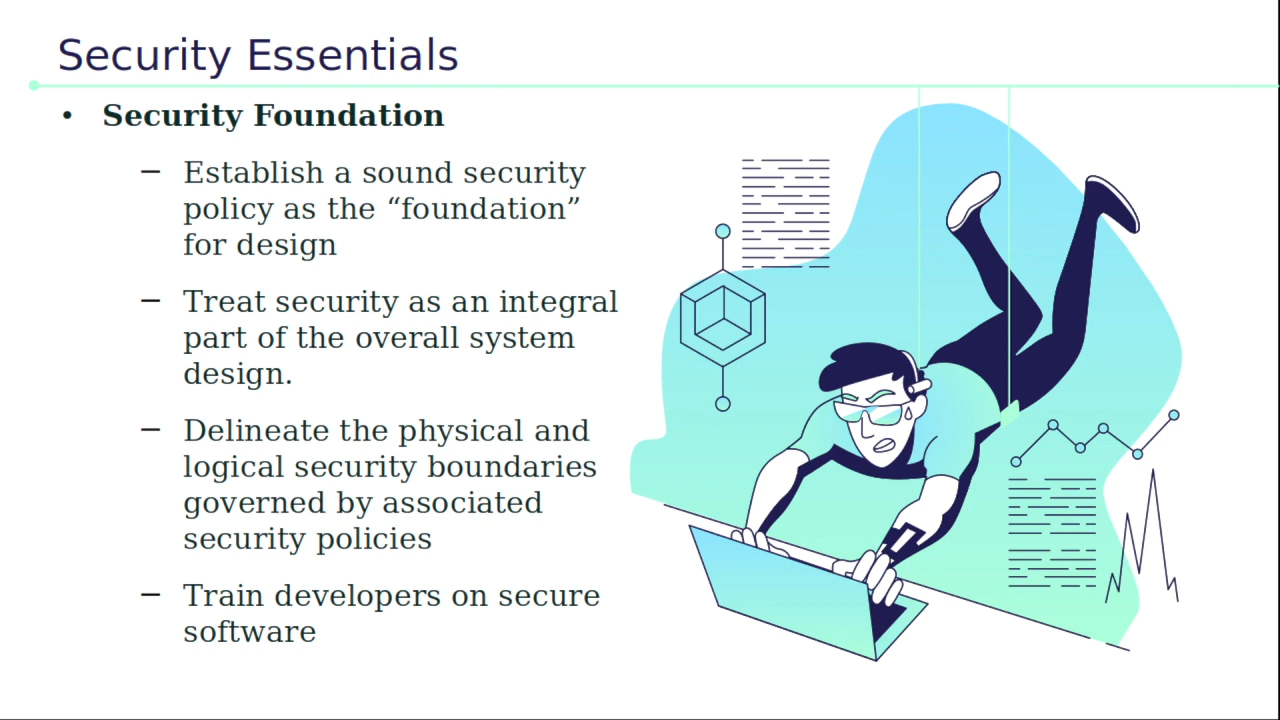 Security Essentials
• Security Foundation
– Establish a sound security
policy as the “foundation”
for design
– Treat security as an integral
part of the overall system
design.
– Delineate the physical and
logical security boundaries
governed by associated
security policies
– Train developers on secure
software